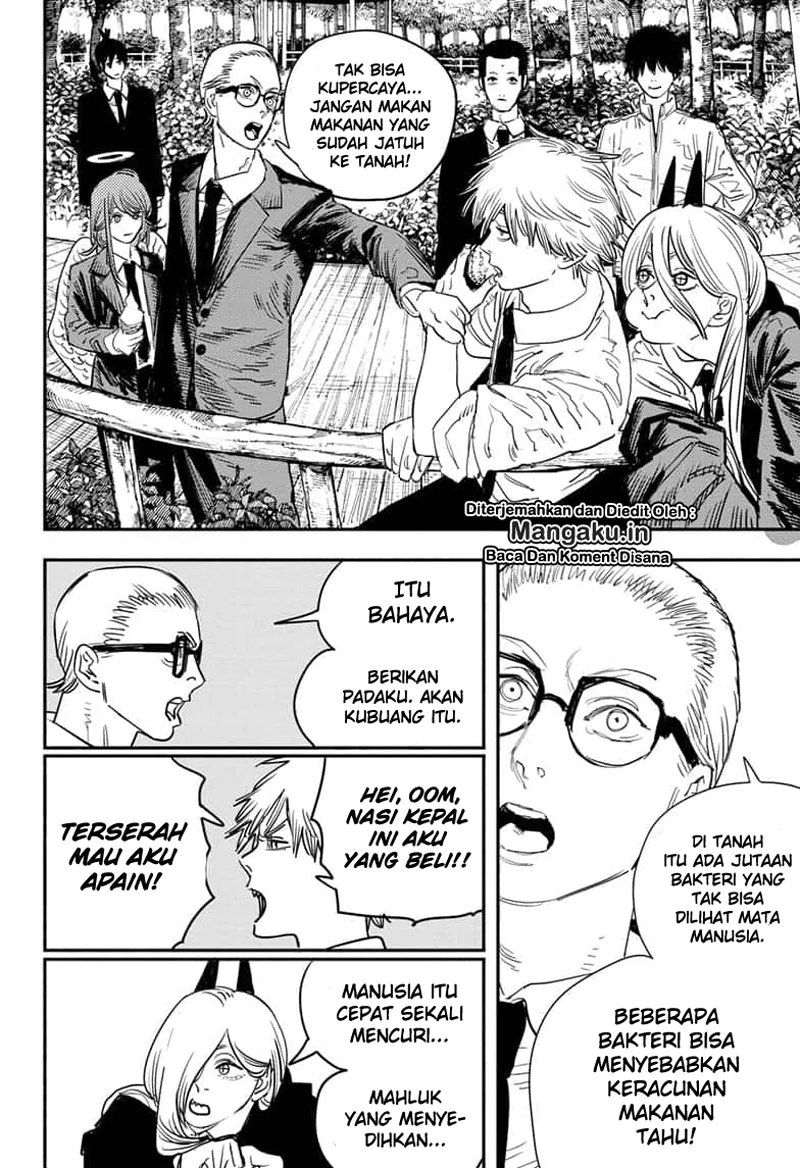 TAK BISA
KUPERCAYA...
JANGAN MAKAN
MAKANAN YANG
SUDAH JATUH
KE TANAH!
Diterjemahkan dan Diedit Oleh :
Mangaku.in
Baca Dan Koment Disana
ITU
BAHAYA.
BERIKAN
PADAKU. AKAN
KUBUANG ITU.
HEI, OOM,
NASI KEPAL
INI AKU
YANG BELI!!
TERSERAH
MAU AKU
APAIN!
MANUSIA ITU
CEPAT SEKALI
MENCURI...
MAHLUK
YANG MENYE-
DIHKAN...
DI TANAH
ITU ADA JUTAAN
BAKTERI YANG
TAK BISA
DILIHAT MATA
MANUSIA.
BEBERAPA
BAKTERI BISA
MENYEBABKAN
KERACUNAN
MAKANAN
TAHU!